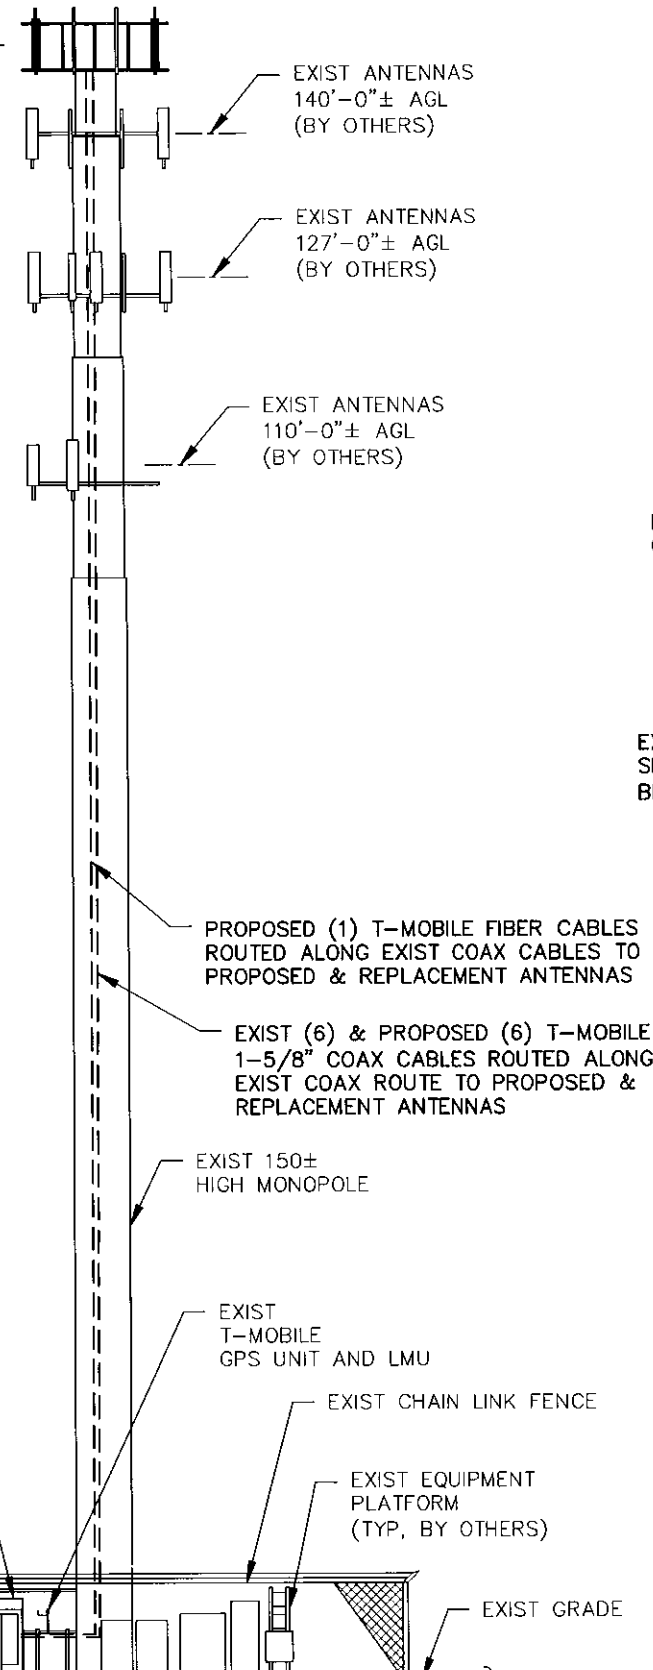 EXIST ANTENNAS
140'-0"± AGL
(BY OTHERS)
EXIST ANTENNAS
127'-0"± AGL
(BY OTHERS)
EXIST ANTENNAS
110'-0"± AGL
(BY OTHERS)
PROPOSED (1) T-MOBILE FIBER CABLES
ROUTED ALONG EXIST COAX CABLES TO
PROPOSED & REPLACEMENT ANTENNAS
EXIST (6) & PROPOSED (6) T-MOBILE
1-5/8" COAX CABLES ROUTED ALONG
EXIST COAX ROUTE TO PROPOSED &
REPLACEMENT ANTENNAS
EXIST 150±
HIGH MONOPOLE
EXIST
T-MOBILE
GPS UNIT AND LMU
EXIST CHAIN LINK FENCE
EXIST EQUIPMENT
PLATFORM
(TYP, BY OTHERS)
EXIST GRADE